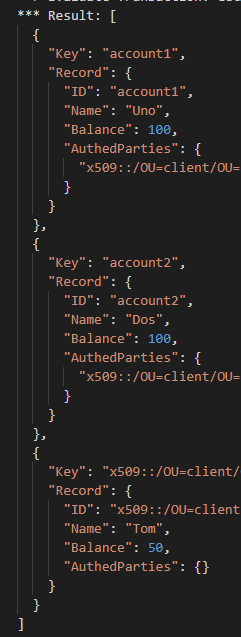 *** Result: [
  {
    "Key": "account1",
    "Record": {
      "ID": "account1",
      "Name": "Uno",
      "Balance": 100,
      "AuthedParties": {
        "x509::/OU=client/OU=
      }
    }
  },
  {
    "Key": "account2",
    "Record": {
      "ID": "account2",
      "Name": "Dos",
      "Balance": 100,
      "AuthedParties": {
        "x509::/OU=client/OU=
      }
    }
  },
  {
    "Key": "x509::/OU=client/
    "Record": {
      "ID": "x509::/OU=client
      "Name": "Tom",
      "Balance": 50,
      "AuthedParties": {}
    }
  }
]